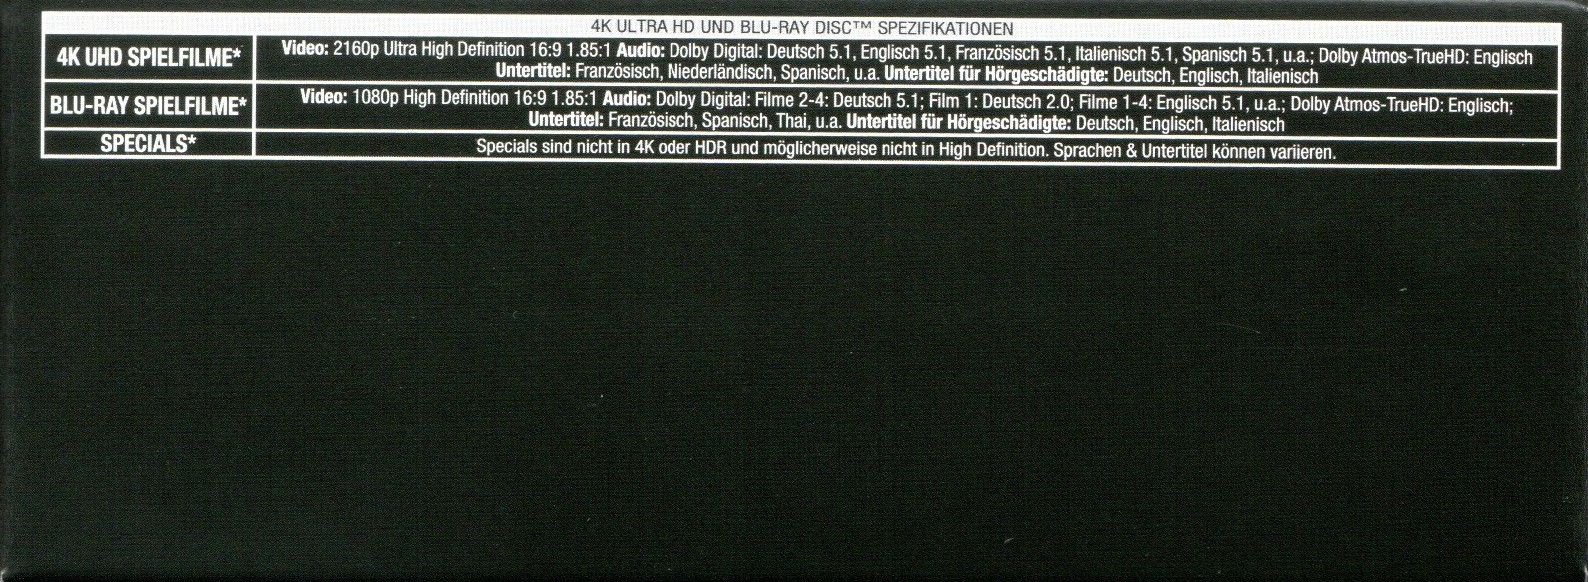 4K ULTRA HD UND BLU-RAY DISC™ SPEZIFIKATIONEN
4K UHD SPIELFILME*
Video: 2160p Ultra High Definition 16:9 1.85:1 Audio: Dolby Digital: Deutsch 5.1, Englisch 5.1, Französisch 5.1, Italienisch 5.1, Spanisch 5.1, u.a.; Dolby Atmos-TrueHD: Englisch
Untertitel: Französisch, Niederländisch, Spanisch, u.a. Untertitel für Hörgeschädigte: Deutsch, Englisch, Italienisch
BLU-RAY SPIELFILME*
Video: 1080p High Definition 16:9 1.85:1 Audio: Dolby Digital: Filme 2-4: Deutsch 5.1; Film 1: Deutsch 2.0; Filme 1-4: Englisch 5.1, u.a.; Dolby Atmos-TrueHD: Englisch;
Untertitel: Französisch, Spanisch, Thai, u.a. Untertitel für Hörgeschädigte: Deutsch, Englisch, Italienisch
SPECIALS*
Specials sind nicht in 4K oder HDR und möglicherweise nicht in High Definition. Sprachen & Untertitel können variieren.